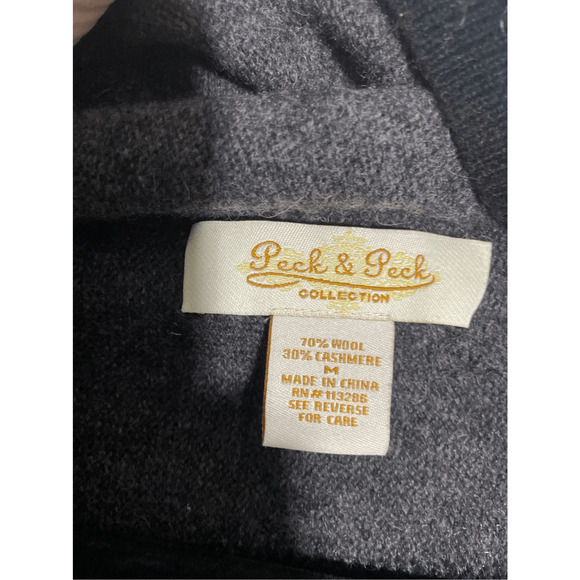 Peck & Peck
COLLECTION
70% WOOL
30% CASHMERE
M
MADE IN CHINA
RN#113286
SEE REVERSE
FOR CARE